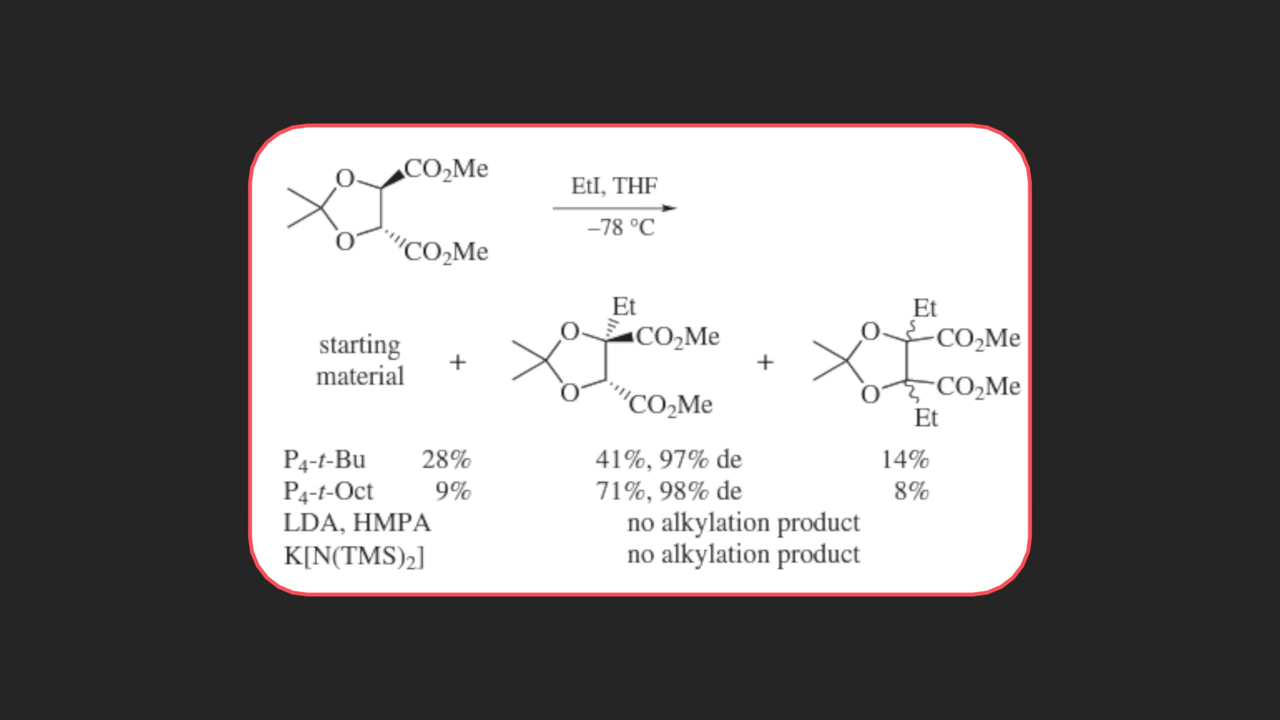 O
CO₂Me
O
CO₂Me
EtI, THF
–78 °C
starting
material
+
Et
O
CO₂Me
O
CO₂Me
+
Et
O
CO₂Me
O
CO₂Me
Et
P₄-t-Bu 28% 41%, 97% de 14%
P₄-t-Oct 9% 71%, 98% de 8%
LDA, HMPA no alkylation product
K[N(TMS)₂] no alkylation product